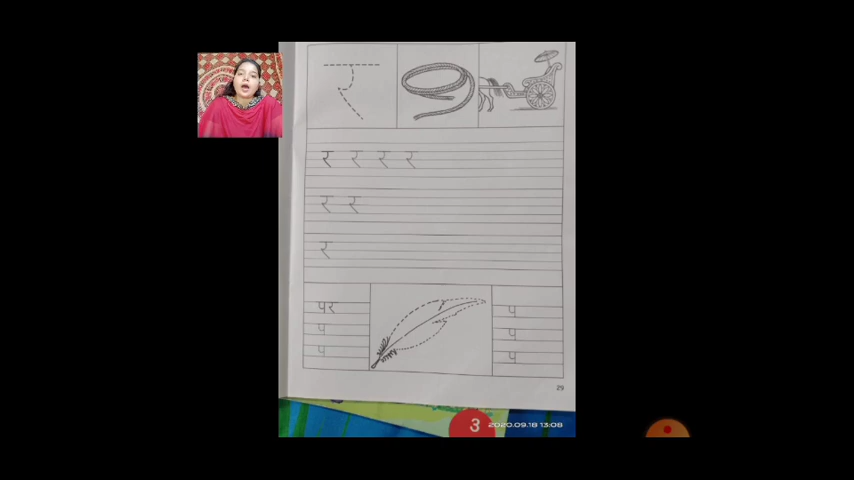 र
र र र र
र र
र
पर
प
प
प
प
प
29
3 2020.09.18 13:08